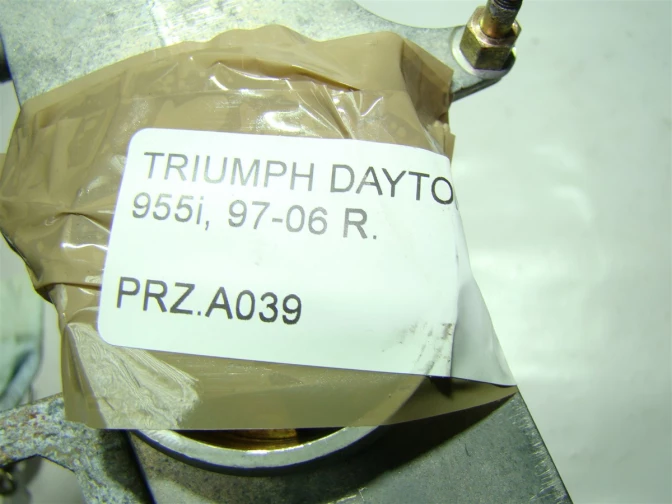 TRIUMPH DAYTO
955i, 97-06 R.
PRZ.A039